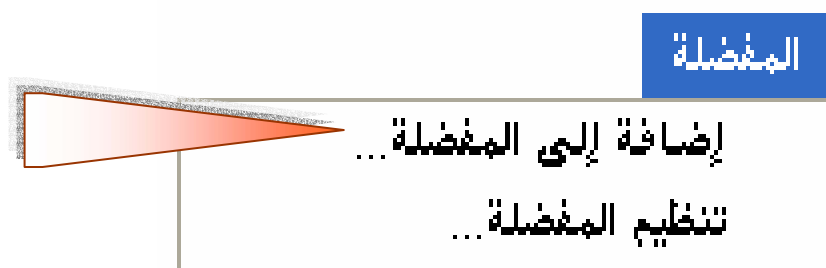 المفضلة
إضافة إلى المفضلة...
تنظيم المفضلة...